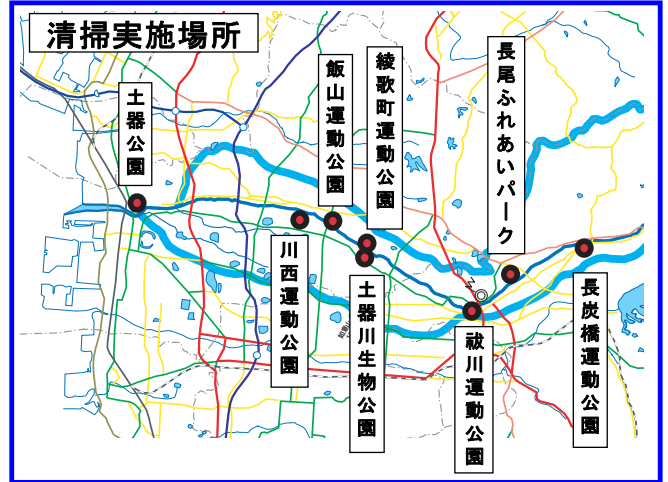 清掃実施場所
土器公園
飯山運動公園
綾歌町運動公園
長尾ふれあいパーク
川西運動公園
土器川生物公園
祓川運動公園
長炭橋運動公園
N